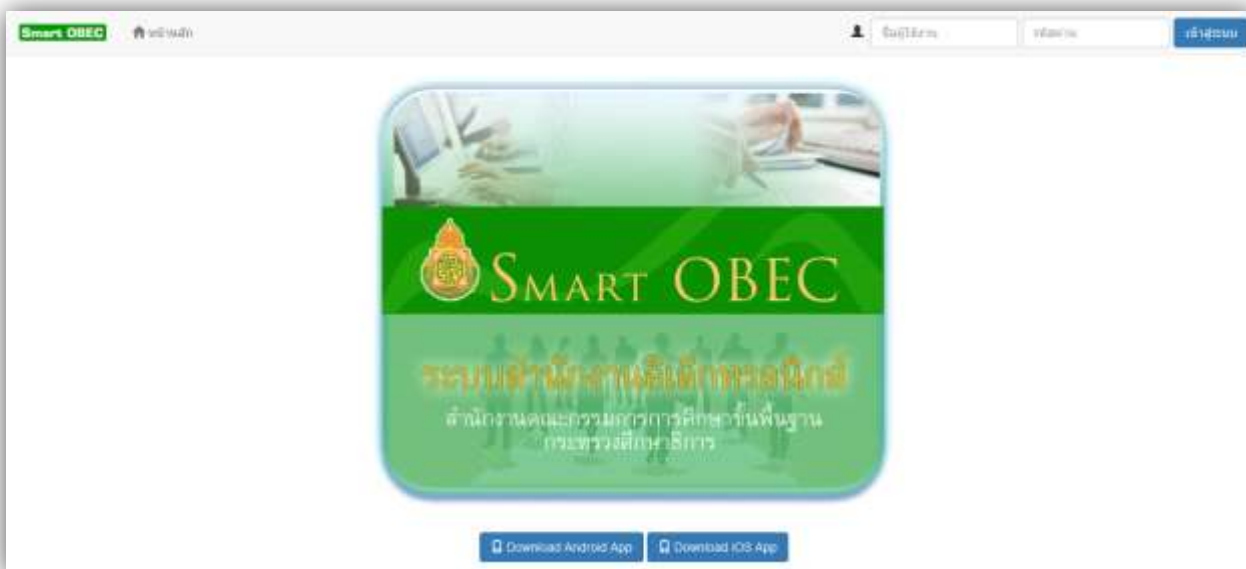 Smart OBEC
หน้าหลัก
ชื่อผู้ใช้งาน
รหัสผ่าน
เข้าสู่ระบบ
SMART OBEC
ระบบสำนักงานอิเล็กทรอนิกส์
สำนักงานคณะกรรมการการศึกษาขั้นพื้นฐาน
กระทรวงศึกษาธิการ
Download Android App
Download iOS App